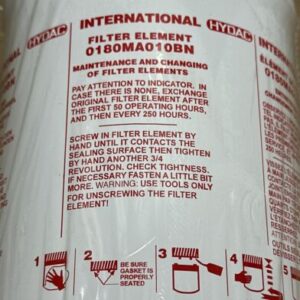 INTERNATIONAL
HYDAC
HYDAC
FILTER ELEMENT
0180MA010BN
MAINTENANCE AND CHANGING
OF FILTER ELEMENTS
PAY ATTENTION TO INDICATOR. IN
CASE THERE IS NONE, EXCHANGE
ORIGINAL FILTER ELEMENT AFTER
THE FIRST 50 OPERATING HOURS,
AND THEN EVERY 250 HOURS.
SCREW IN FILTER ELEMENT BY
HAND UNTIL IT CONTACTS THE
SEALING SURFACE THEN TIGHTEN
BY HAND ANOTHER 3/4
REVOLUTION. CHECK TIGHTNESS.
IF NECESSARY FASTEN A LITTLE BIT
MORE. WARNING: USE TOOLS ONLY
FOR UNSCREWING THE FILTER
ELEMENT!
1
2
BE SURE
GASKET IS
PROPERLY
SEATED
3
4
5